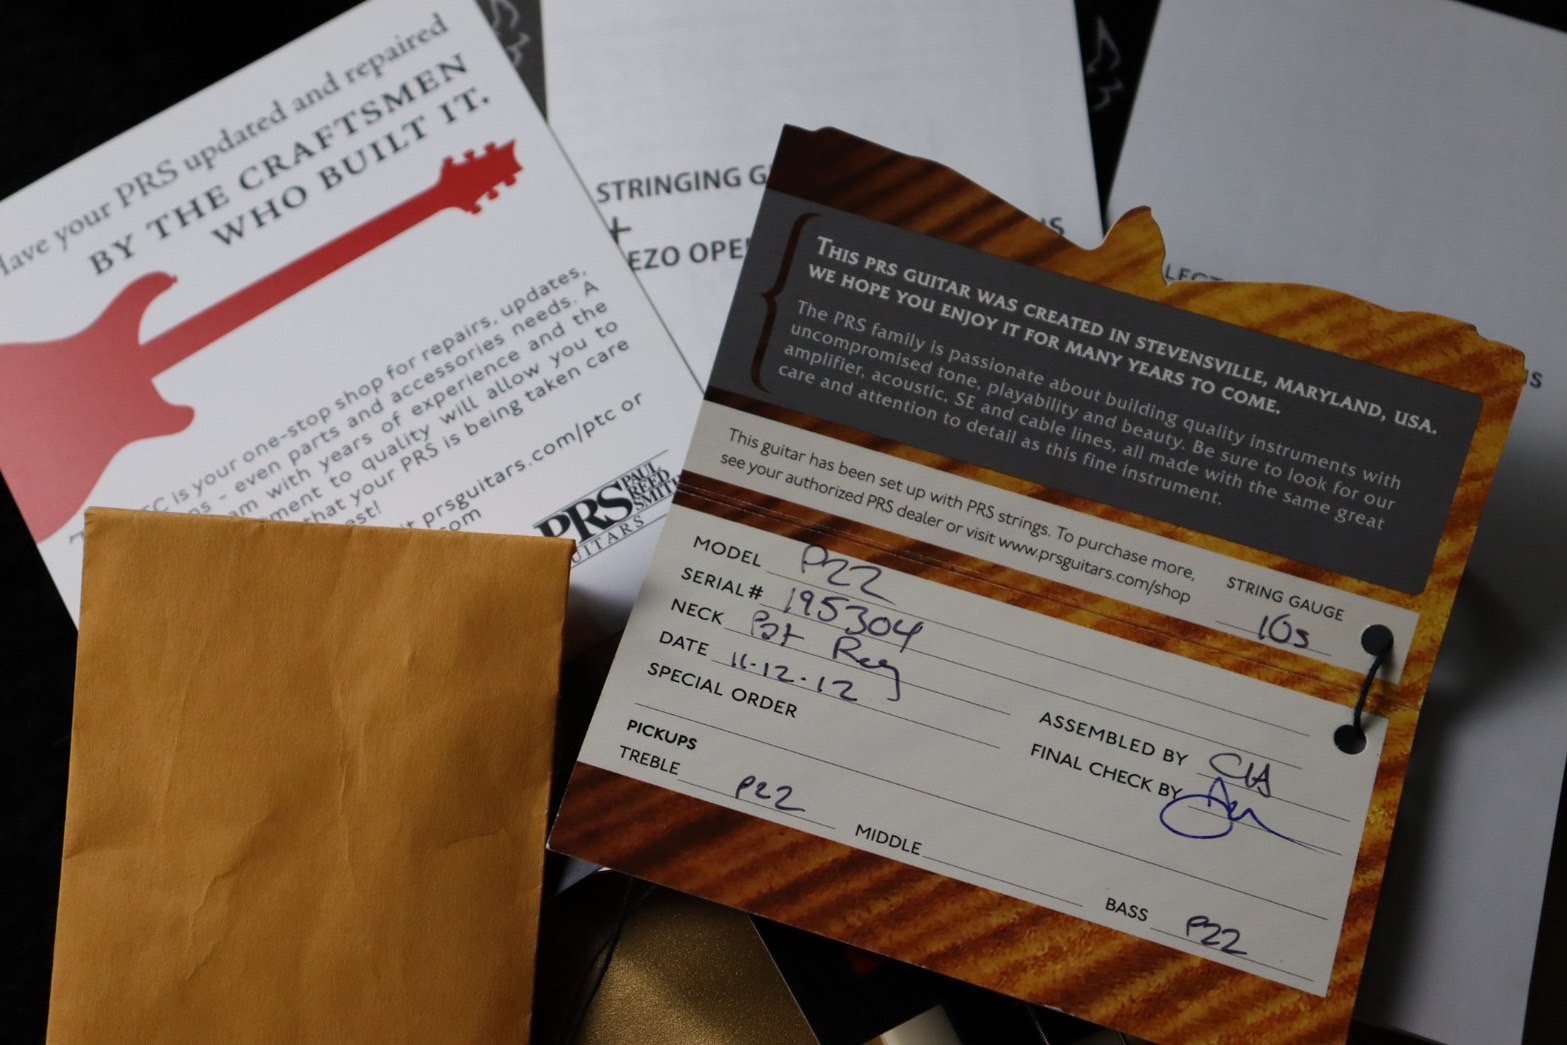 Have your PRS updated and repaired
BY THE CRAFTSMEN
WHO BUILT IT.
is your one-stop shop for repairs, updates,
- even parts and accessories needs. A
with years of experience and the
to quality will allow you to
that your PRS is being taken care
prsguitars.com/ptc or
PRS
PAUL
REED
SMITH
GUITARS
STRINGING
+
THIS PRS GUITAR WAS CREATED IN STEVENSVILLE, MARYLAND, USA.
WE HOPE YOU ENJOY IT FOR MANY YEARS TO COME.
The PRS family is passionate about building quality instruments with
uncompromised tone, playability and beauty. Be sure to look for our
amplifier, acoustic, SE and cable lines, all made with the same great
care and attention to detail as this fine instrument.
This guitar has been set up with PRS strings. To purchase more,
see your authorized PRS dealer or visit www.prsguitars.com/shop
STRING GAUGE
10s
MODEL P22
SERIAL# 195304
NECK Pat Reg
DATE 11-12-12
SPECIAL ORDER
ASSEMBLED BY
FINAL CHECK BY
PICKUPS
TREBLE P22
MIDDLE
BASS P22